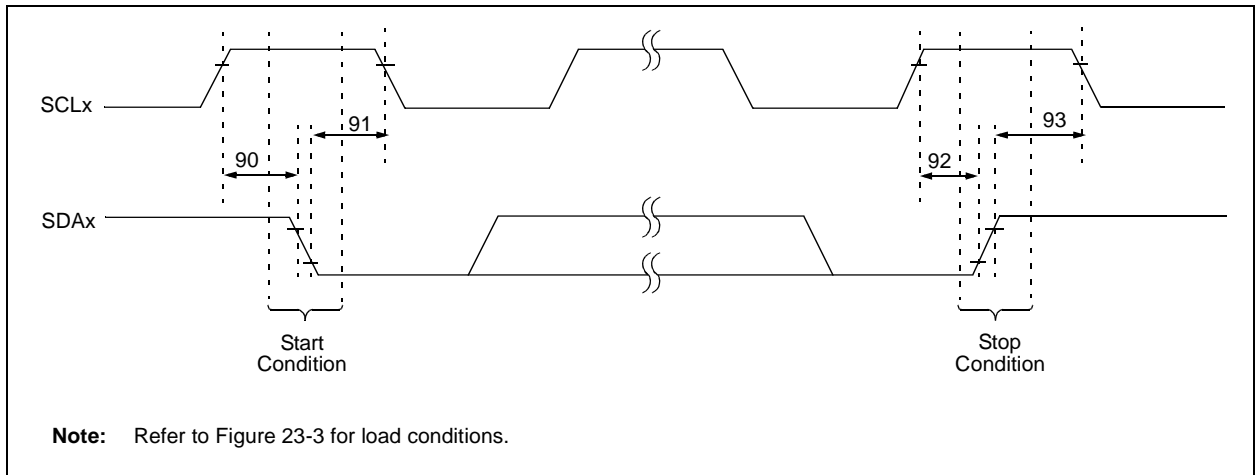 SCLx
91
93
90
92
SDAx
Start
Condition
Stop
Condition
Note: Refer to Figure 23-3 for load conditions.